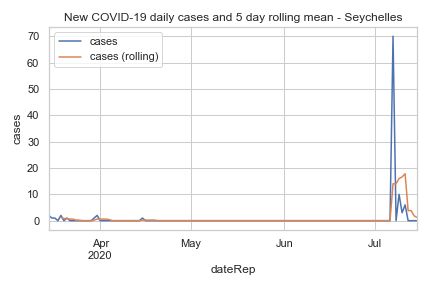 New COVID-19 daily cases and 5 day rolling mean - Seychelles
cases
cases (rolling)
cases
70
60
50
40
30
20
10
0
Apr
2020
May
Jun
Jul
dateRep